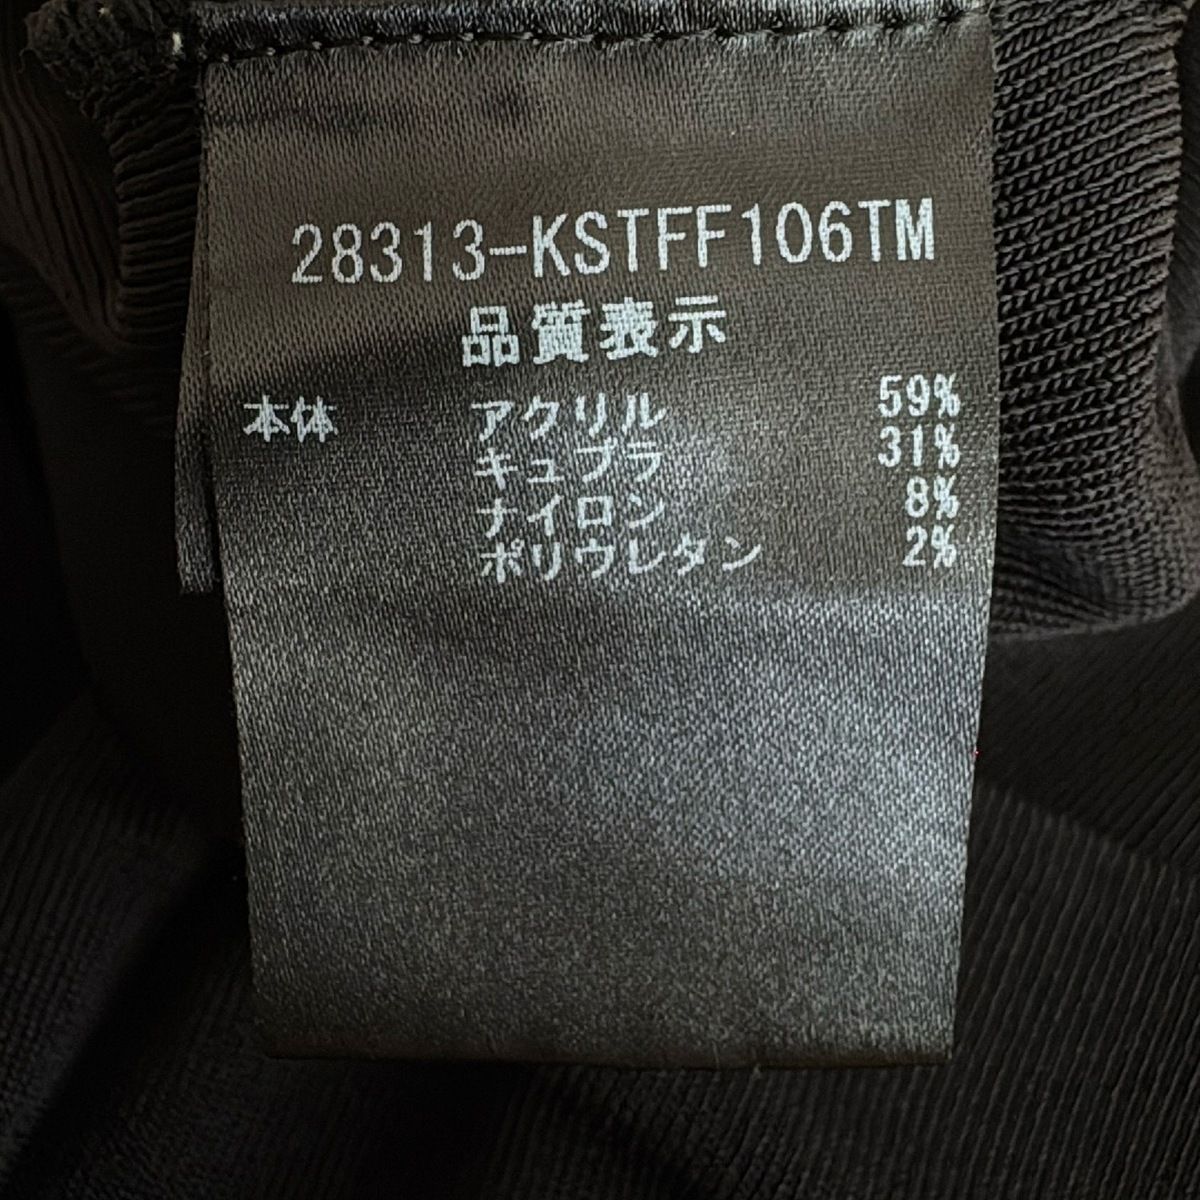 28313-KSTFF106TM
品質表示
本体 アクリル 59%
キュプラ 31%
ナイロン 8%
ポリウレタン 2%